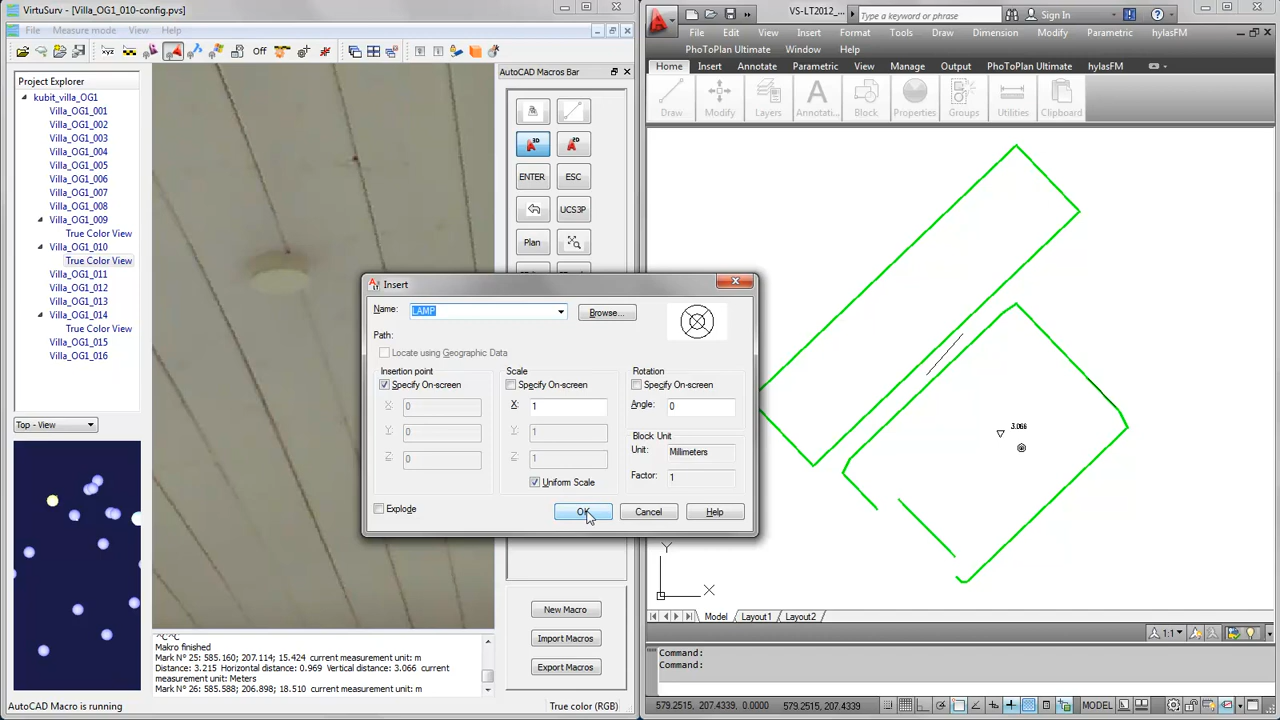 VirtuSurv - [Villa_OG1_010-config.pvs]
File Measure mode View Help
xyz Off
Project Explorer
kubit_villa_OG1
Villa_OG1_001
Villa_OG1_002
Villa_OG1_003
Villa_OG1_004
Villa_OG1_005
Villa_OG1_006
Villa_OG1_007
Villa_OG1_008
Villa_OG1_009
True Color View
Villa_OG1_010
True Color View
Villa_OG1_011
Villa_OG1_012
Villa_OG1_013
Villa_OG1_014
True Color View
Villa_OG1_015
Villa_OG1_016
Top - View
AutoCAD Macros Bar
3D 2D
ENTER ESC
UCS3P
Plan
New Macro
Import Macros
Export Macros
^C^C
Makro finished
Mark N° 25: 585.160; 207.114; 15.424 current measurement unit: m
Distance: 3.215 Horizontal distance: 0.969 Vertical distance: 3.066 current
measurement unit: Meters
Mark N° 26: 585.588; 206.898; 18.510 current measurement unit: m
AutoCAD Macro is running
True color (RGB)
Insert
Name: LAMP Browse...
Path:
Locate using Geographic Data
Insertion point Scale Rotation
Specify On-screen Specify On-screen Specify On-screen
X: 0 X: 1 Angle: 0
Y: 0 Y: 1
Block Unit
Unit: Millimeters
Z: 0 Z: 1
Factor: 1
Uniform Scale
Explode OK Cancel Help
VS-LT2012_... Type a keyword or phrase Sign In
File Edit View Insert Format Tools Draw Dimension Modify Parametric hylasFM
PhoToPlan Ultimate Window Help
Home Insert Annotate Parametric View Manage Output PhoToPlan Ultimate hylasFM
Draw Modify Layers Annotati... Block Properties Groups Utilities Clipboard
3.066
Y X
Model Layout1 Layout2
1:1
Command:
Command:
579.2515, 207.4339, 0.0000 579.2515, 207.4339 MODEL